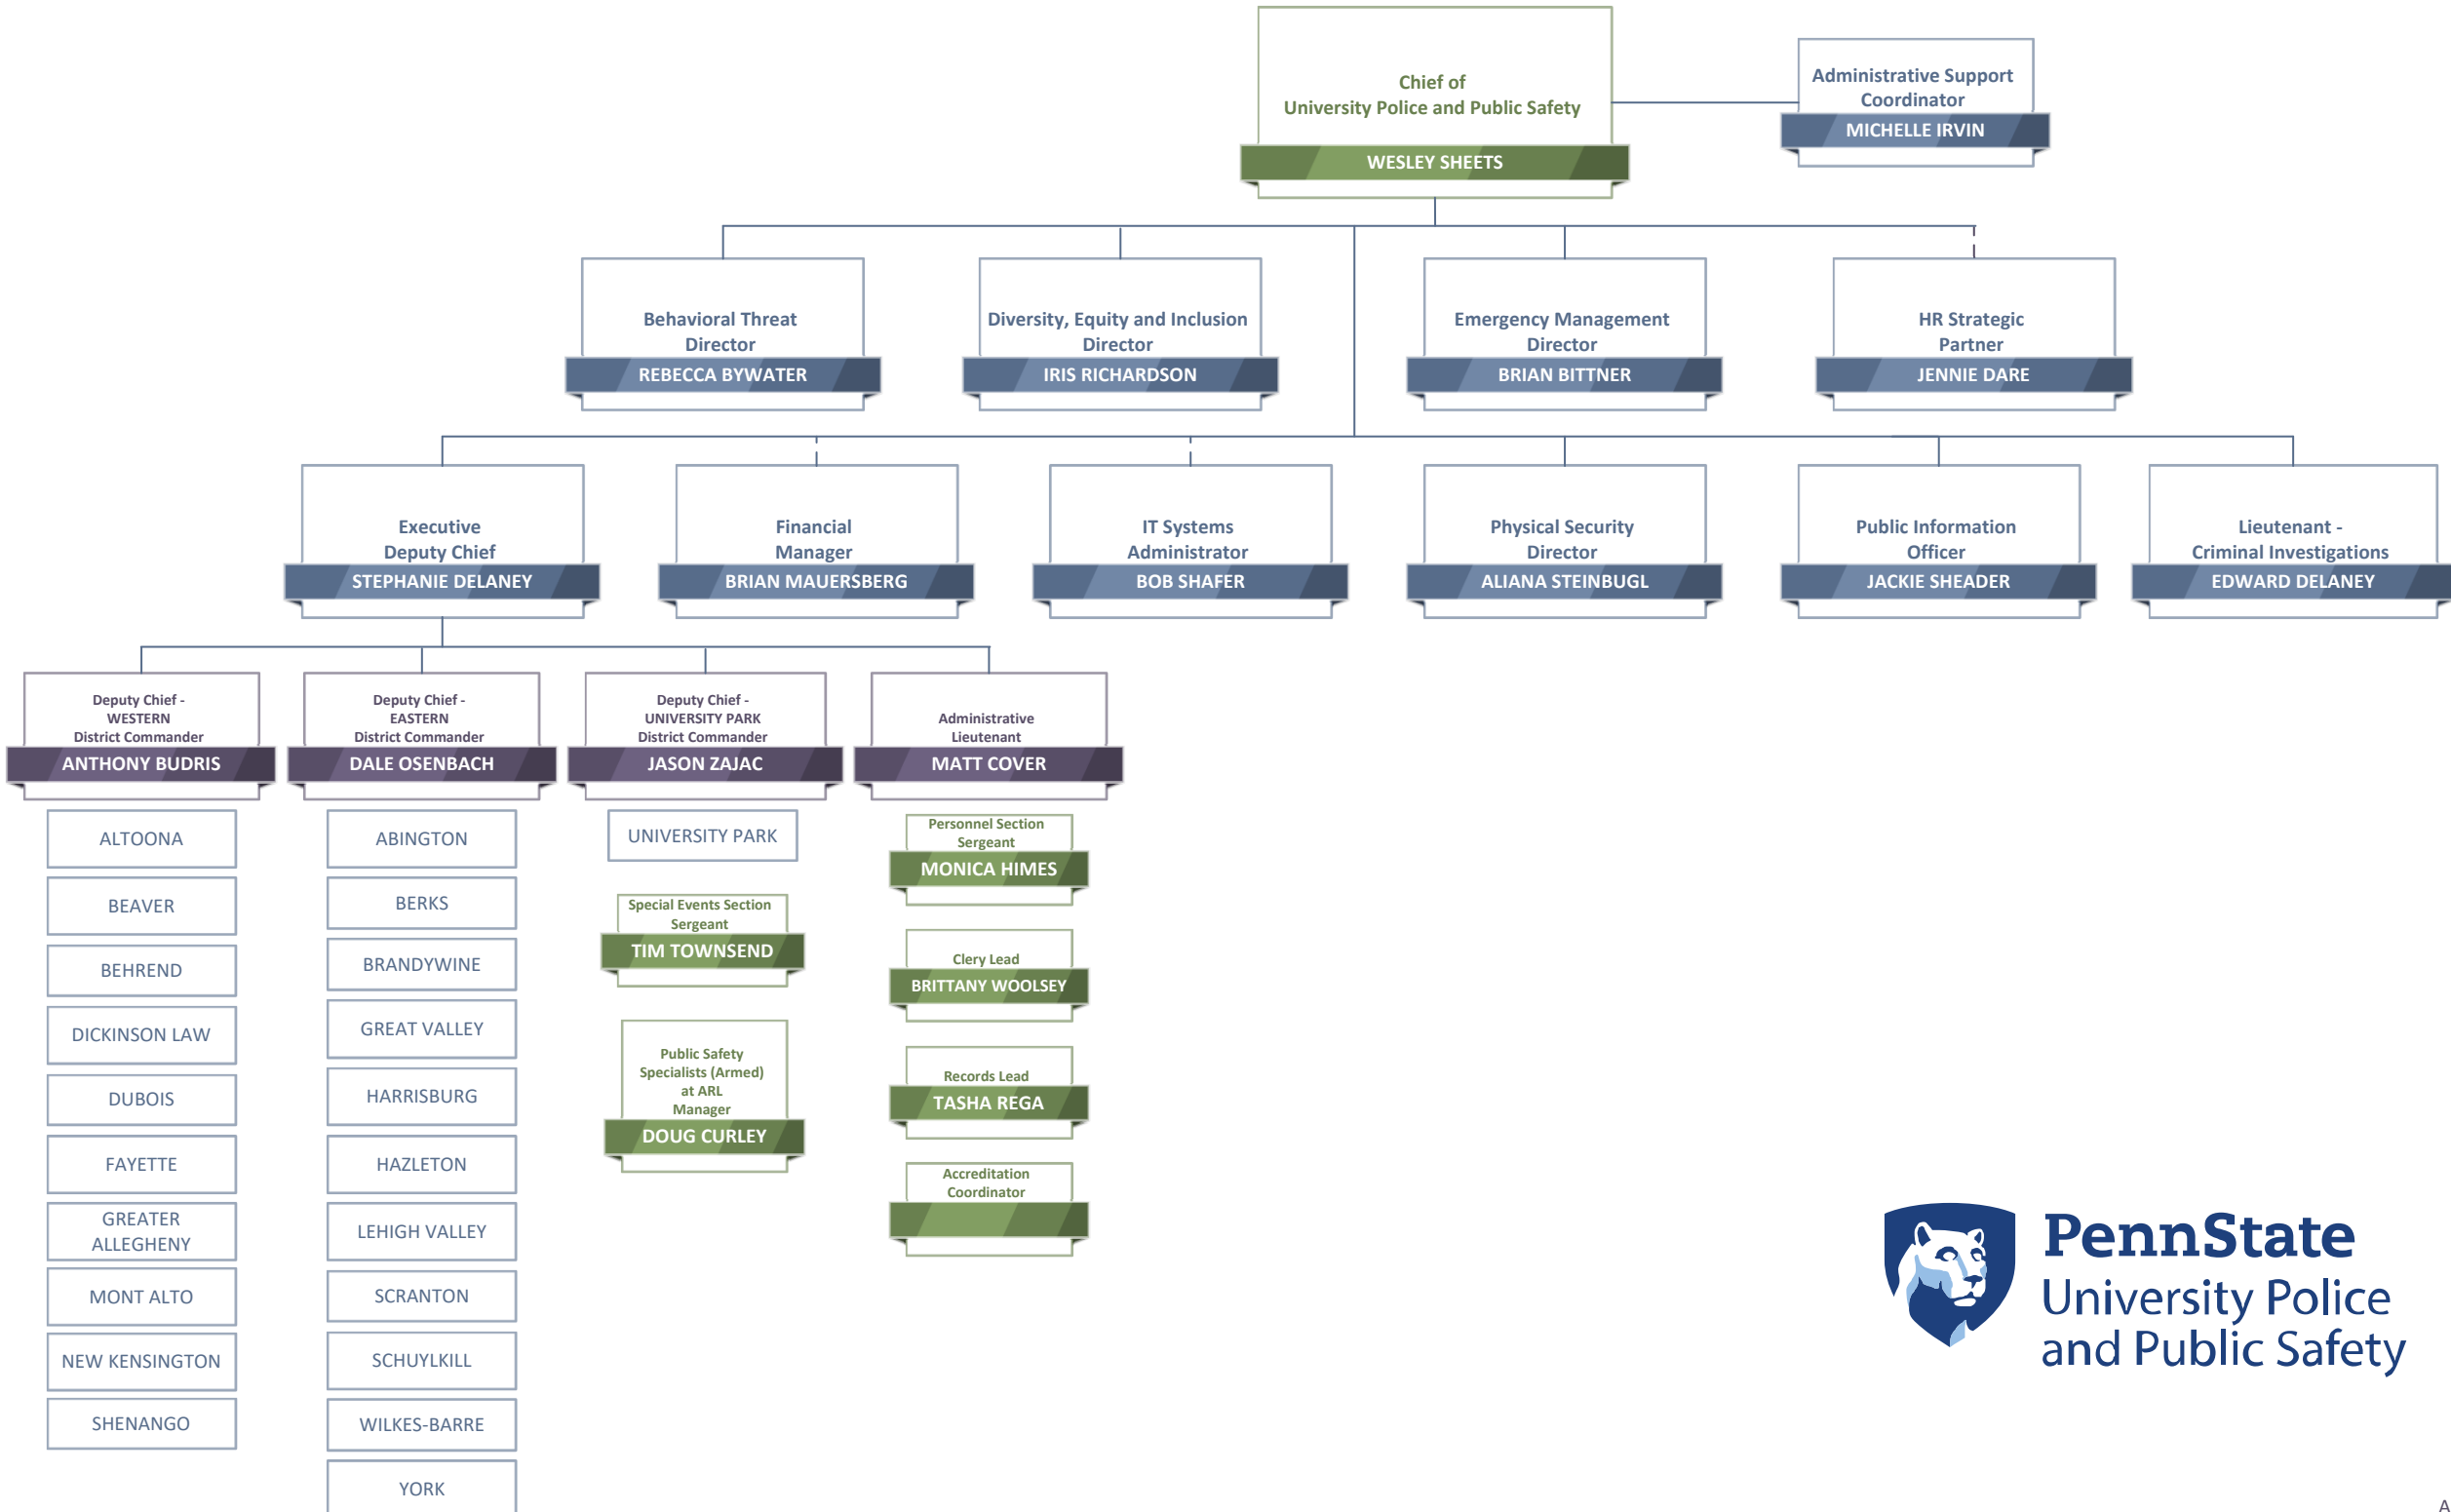 Chief of
University Police and Public Safety
WESLEY SHEETS
Administrative Support
Coordinator
MICHELLE IRVIN
Behavioral Threat
Director
REBECCA BYWATER
Diversity, Equity and Inclusion
Director
IRIS RICHARDSON
Emergency Management
Director
BRIAN BITTNER
HR Strategic
Partner
JENNIE DARE
Executive
Deputy Chief
STEPHANIE DELANEY
Financial
Manager
BRIAN MAUERSBERG
IT Systems
Administrator
BOB SHAFER
Physical Security
Director
ALIANA STEINBUGL
Public Information
Officer
JACKIE SHEADER
Lieutenant -
Criminal Investigations
EDWARD DELANEY
Deputy Chief -
WESTERN
District Commander
ANTHONY BUDRIS
Deputy Chief -
EASTERN
District Commander
DALE OSENBACH
Deputy Chief -
UNIVERSITY PARK
District Commander
JASON ZAJAC
Administrative
Lieutenant
MATT COVER
ALTOONA
BEAVER
BEHREND
DICKINSON LAW
DUBOIS
FAYETTE
GREATER
ALLEGHENY
MONT ALTO
NEW KENSINGTON
SHENANGO
ABINGTON
BERKS
BRANDYWINE
GREAT VALLEY
HARRISBURG
HAZLETON
LEHIGH VALLEY
SCRANTON
SCHUYLKILL
WILKES-BARRE
YORK
UNIVERSITY PARK
Special Events Section
Sergeant
TIM TOWNSEND
Public Safety
Specialists (Armed)
at ARL
Manager
DOUG CURLEY
Personnel Section
Sergeant
MONICA HIMES
Clery Lead
BRITTANY WOOLSEY
Records Lead
TASHA REGA
Accreditation
Coordinator
PennState
University Police
and Public Safety